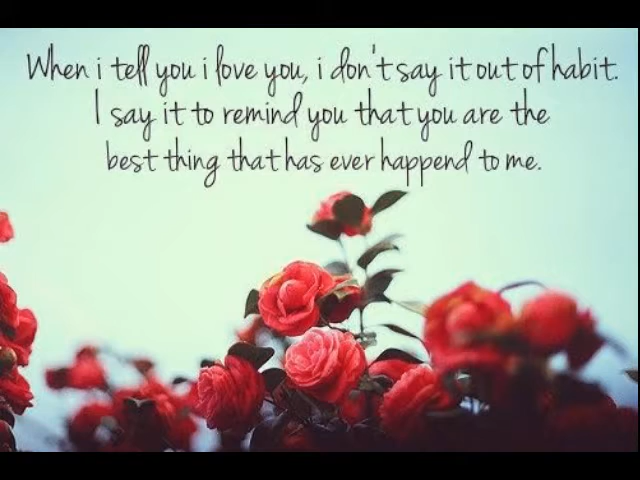 When i tell you i love you, i don't say it out of habit.
I say it to remind you that you are the
best thing that has ever happend to me.